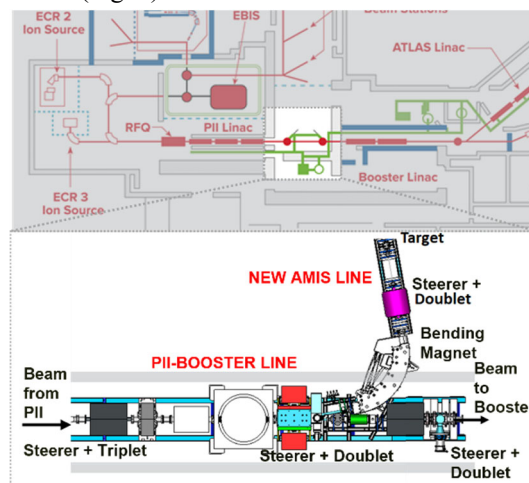 ECR 2
Ion Source
EBIS
Beam Stations
ATLAS Linac
RFQ
PII Linac
ECR 3
Ion Source
Booster Linac
Target
NEW AMIS LINE
Steerer +
Doublet
Bending
Magnet
PII-BOOSTER LINE
Beam
from
PII
Beam
to
Booste
Steerer + Triplet
Steerer + Doublet
Steerer +
Doublet